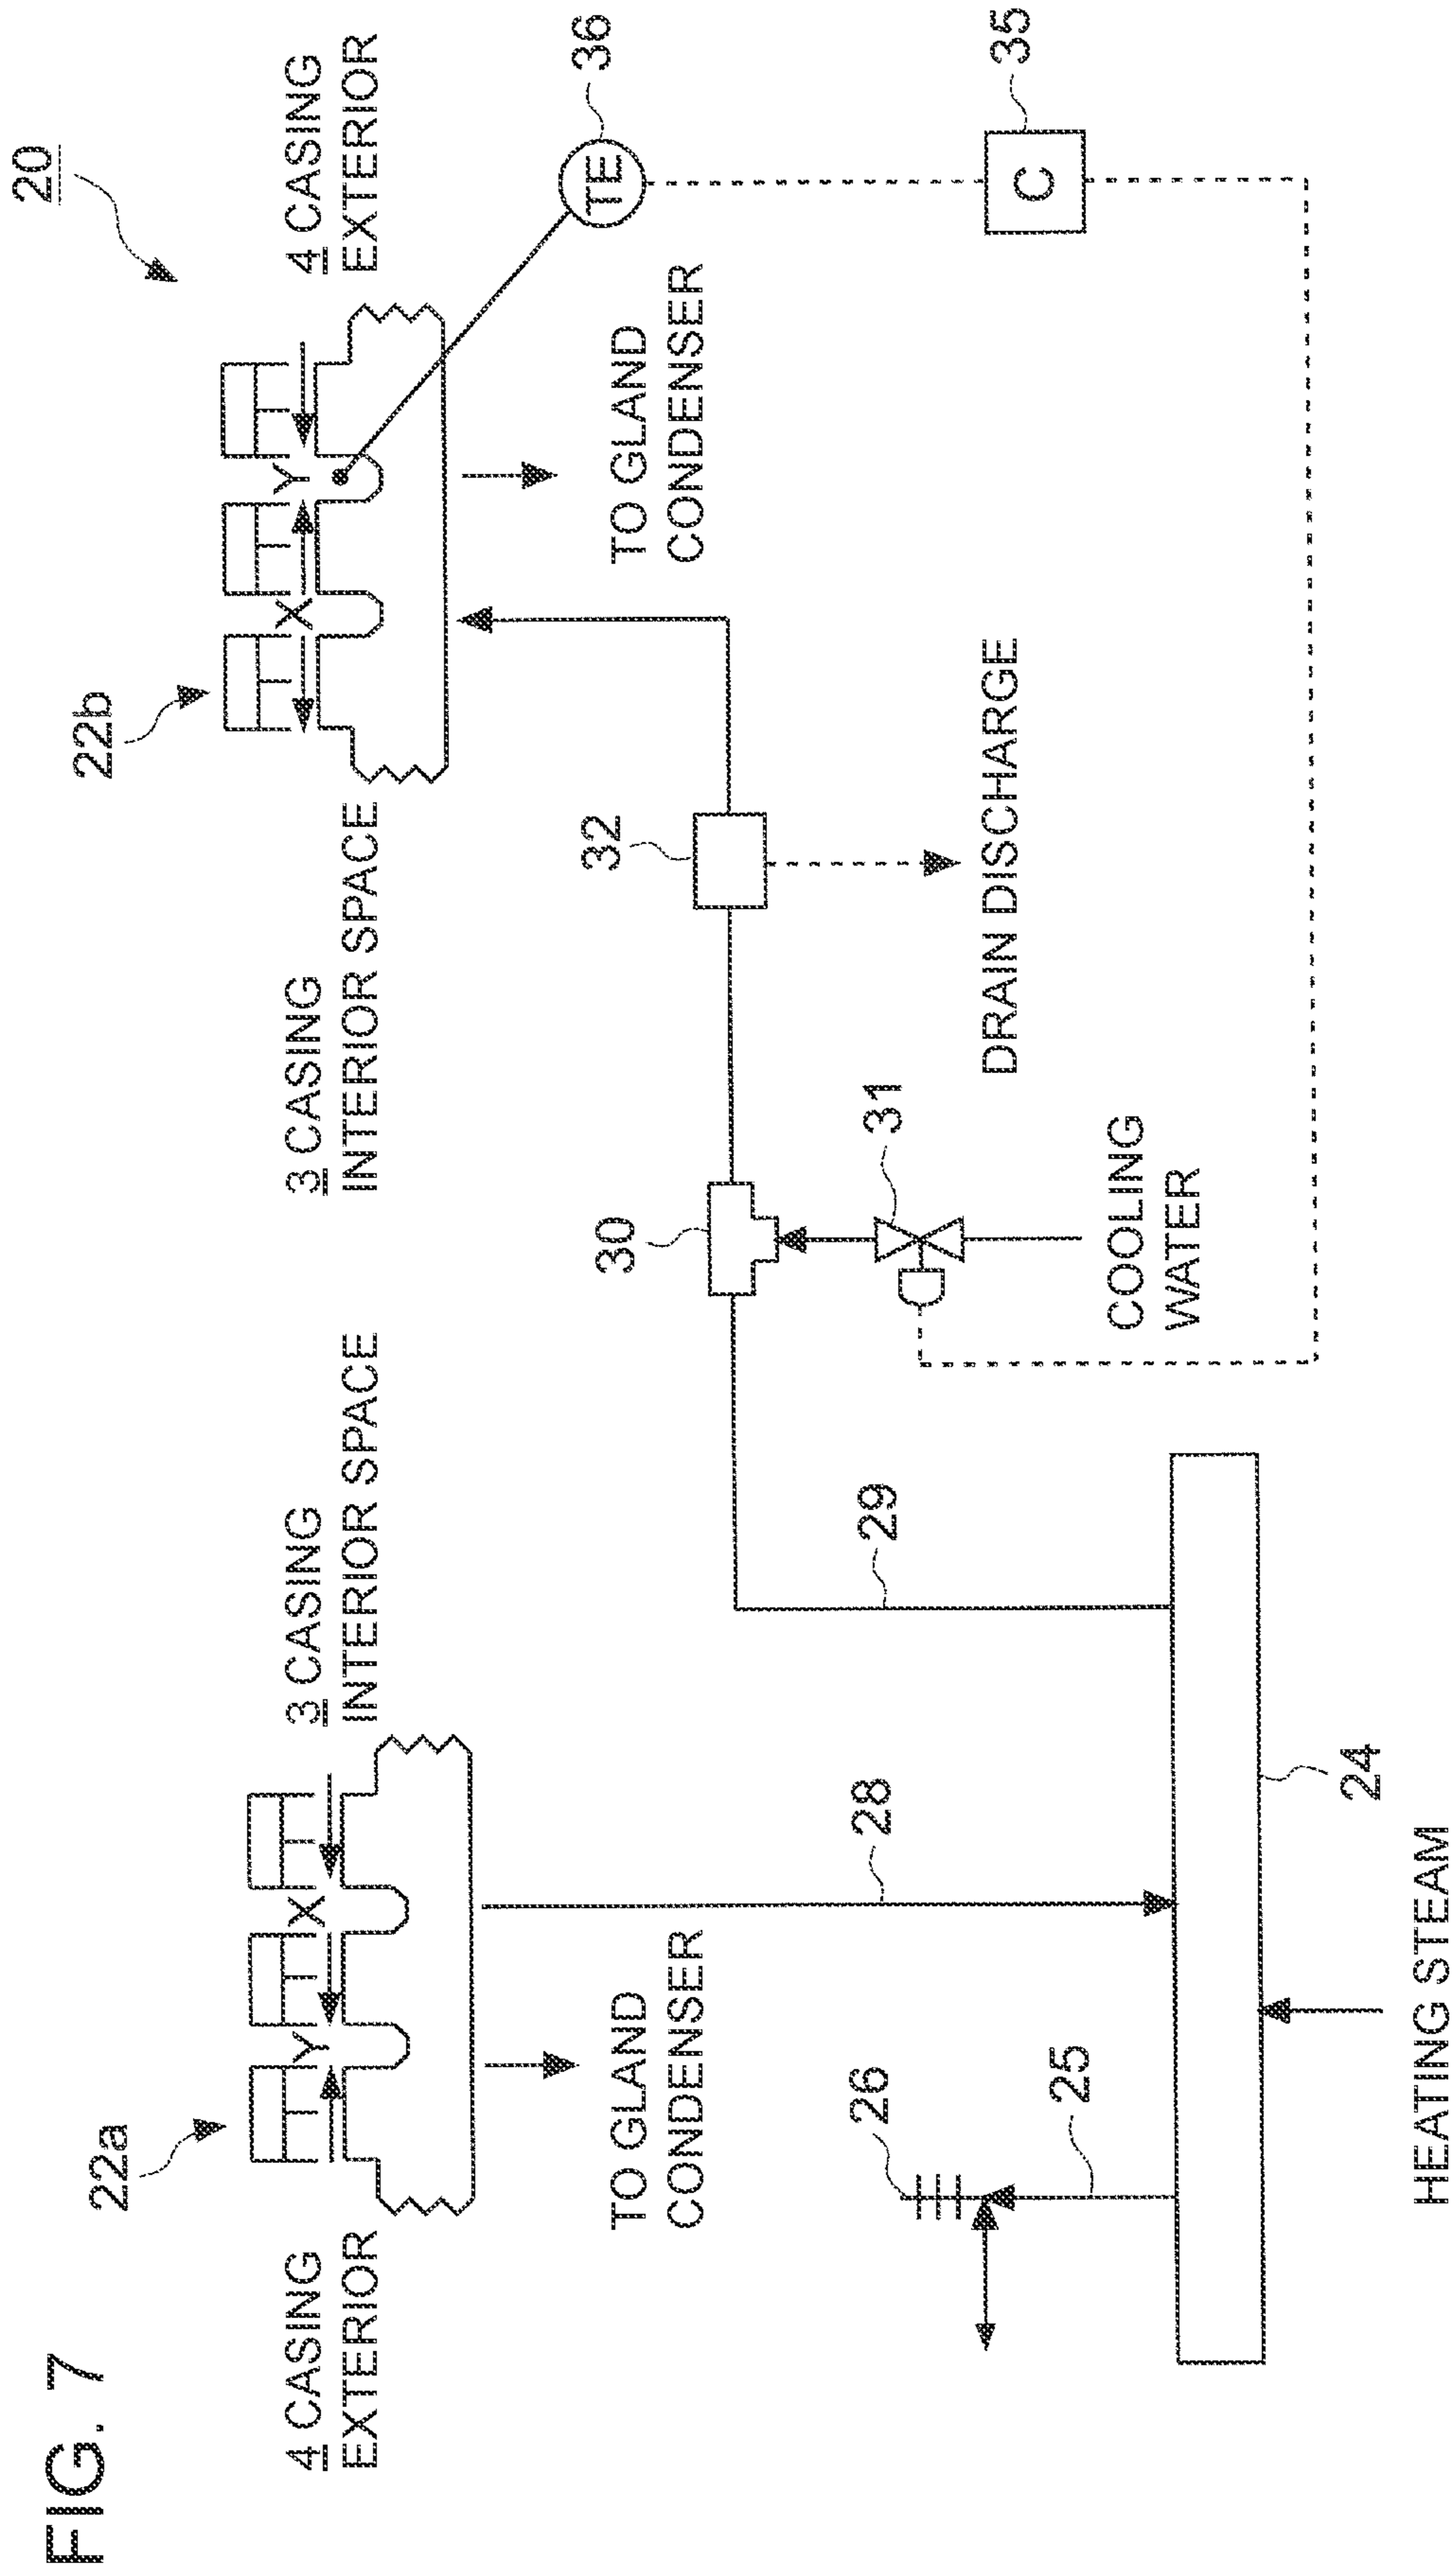 FIG. 7
20
22a
22b
4 CASING
EXTERIOR
3 CASING
INTERIOR SPACE
3 CASING
INTERIOR SPACE
4 CASING
EXTERIOR
Y
X
X
Y
TE
36
TO GLAND
CONDENSER
TO GLAND
CONDENSER
30
32
26
28
29
31
DRAIN DISCHARGE
C
35
25
COOLING
WATER
24
HEATING STEAM